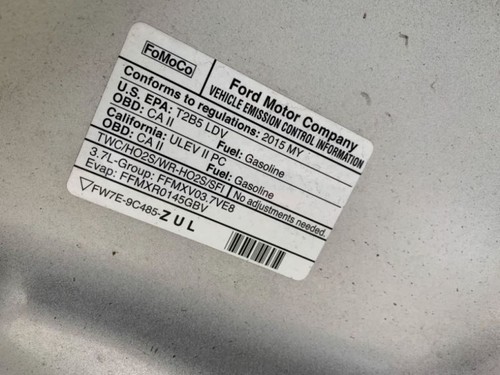 FoMoCo
Ford Motor Company
VEHICLE EMISSION CONTROL INFORMATION
Conforms to regulations: 2015 MY
U.S. EPA: T2B5 LDV Fuel: Gasoline
OBD: CA II
California: ULEV II PC Fuel: Gasoline
OBD: CA II
TWC/HO2S/WR-HO2S/SFI No adjustments needed.
3.7L-Group: FFMXV03.7VE8
Evap: FFMXR0145GBV
▽FW7E-9C485-ZUL